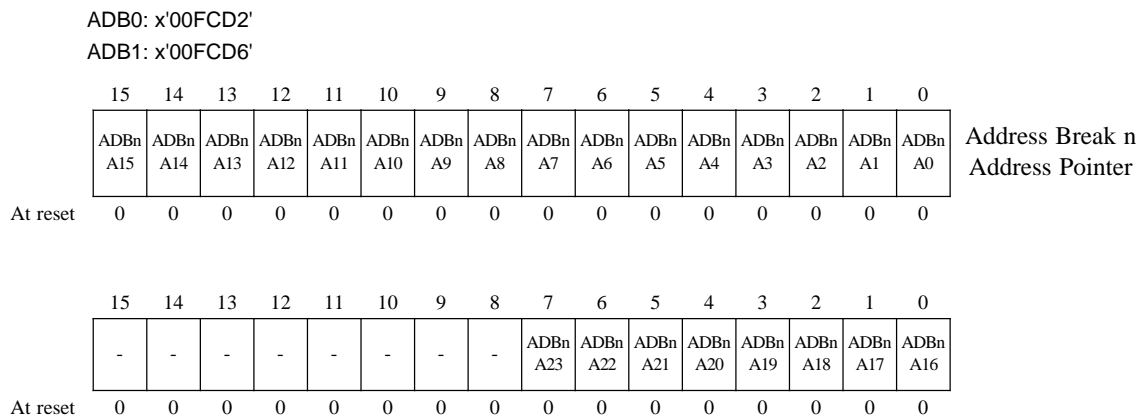 ADB0: x'00FCD2'
ADB1: x'00FCD6'
15 14 13 12 11 10 9 8 7 6 5 4 3 2 1 0
ADBn ADBn ADBn ADBn ADBn ADBn ADBn ADBn ADBn ADBn ADBn ADBn ADBn ADBn ADBn ADBn Address Break n
A15 A14 A13 A12 A11 A10 A9 A8 A7 A6 A5 A4 A3 A2 A1 A0 Address Pointer
At reset 0 0 0 0 0 0 0 0 0 0 0 0 0 0 0 0
15 14 13 12 11 10 9 8 7 6 5 4 3 2 1 0
- - - - - - - - ADBn ADBn ADBn ADBn ADBn ADBn ADBn ADBn
A23 A22 A21 A20 A19 A18 A17 A16
At reset 0 0 0 0 0 0 0 0 0 0 0 0 0 0 0 0